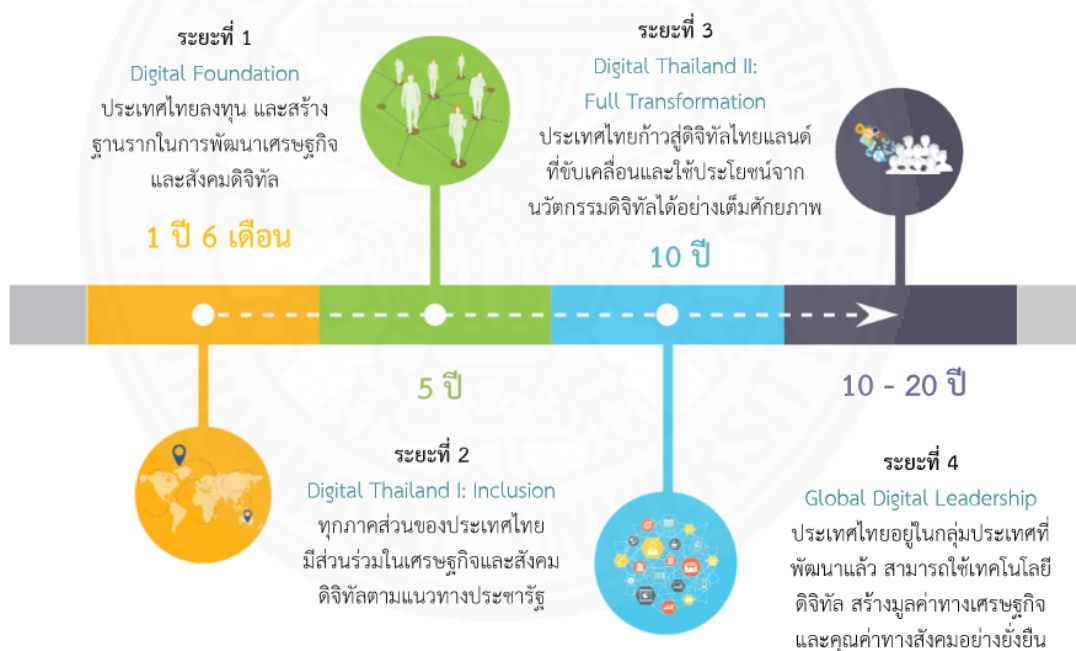 ระยะที่ 1
Digital Foundation
ประเทศไทยลงทุน และสร้าง
ฐานรากในการพัฒนาเศรษฐกิจ
และสังคมดิจิทัล
1 ปี 6 เดือน
5 ปี
ระยะที่ 2
Digital Thailand I: Inclusion
ทุกภาคส่วนของประเทศไทย
มีส่วนร่วมในเศรษฐกิจและสังคม
ดิจิทัลตามแนวทางประชารัฐ
ระยะที่ 3
Digital Thailand II:
Full Transformation
ประเทศไทยก้าวสู่ดิจิทัลไทยแลนด์
ที่ขับเคลื่อนและใช้ประโยชน์จาก
นวัตกรรมดิจิทัลได้อย่างเต็มศักยภาพ
10 ปี
10 - 20 ปี
ระยะที่ 4
Global Digital Leadership
ประเทศไทยอยู่ในกลุ่มประเทศที่
พัฒนาแล้ว สามารถใช้เทคโนโลยี
ดิจิทัล สร้างมูลค่าทางเศรษฐกิจ
และคุณค่าทางสังคมอย่างยั่งยืน